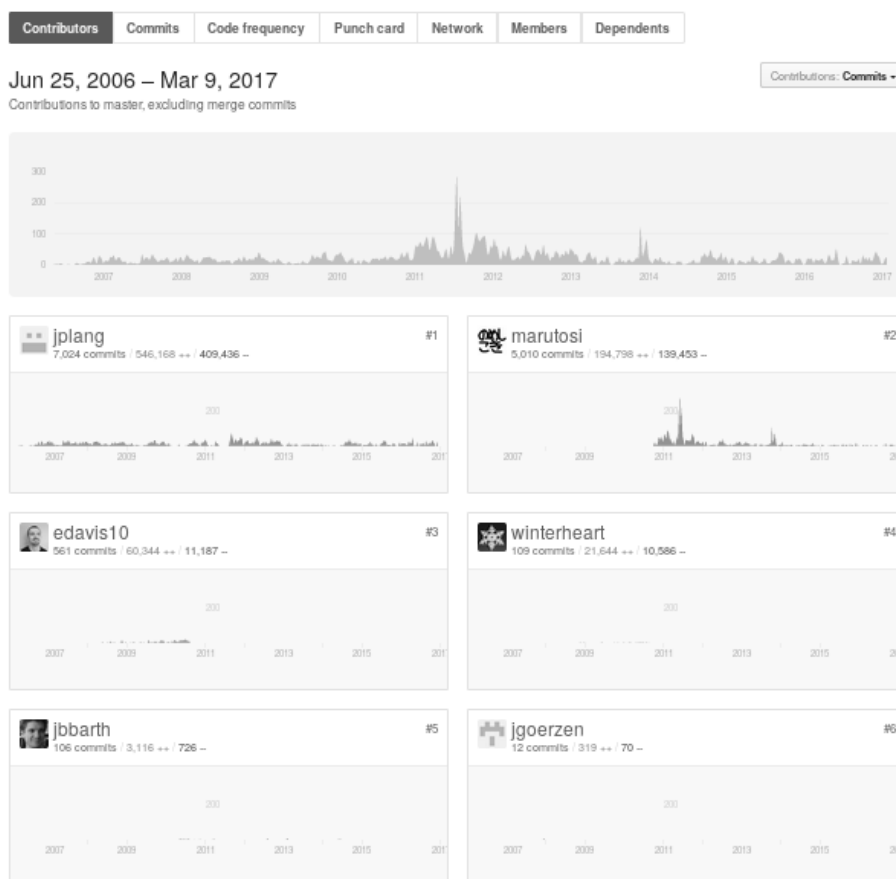 Contributors Commits Code frequency Punch card Network Members Dependents
Jun 25, 2006 – Mar 9, 2017
Contributions: Commits
Contributions to master, excluding merge commits
300
200
100
0
2007 2008 2009 2010 2011 2012 2013 2014 2015 2016 2017
jplang #1
7,024 commits / 546,168 ++ / 409,436 --
200
2007 2009 2011 2013 2015 201
marutosi #2
5,010 commits / 194,798 ++ / 139,453 --
200
2007 2009 2011 2013 2015
edavis10 #3
561 commits / 60,344 ++ / 11,187 --
200
2007 2009 2011 2013 2015 201
winterheart #4
109 commits / 21,644 ++ / 10,586 --
200
2007 2009 2011 2013 2015
jbbarth #5
106 commits / 3,116 ++ / 726 --
200
2007 2009 2011 2013 2015 201
jgoerzen #6
12 commits / 319 ++ / 70 --
200
2007 2009 2011 2013 2015